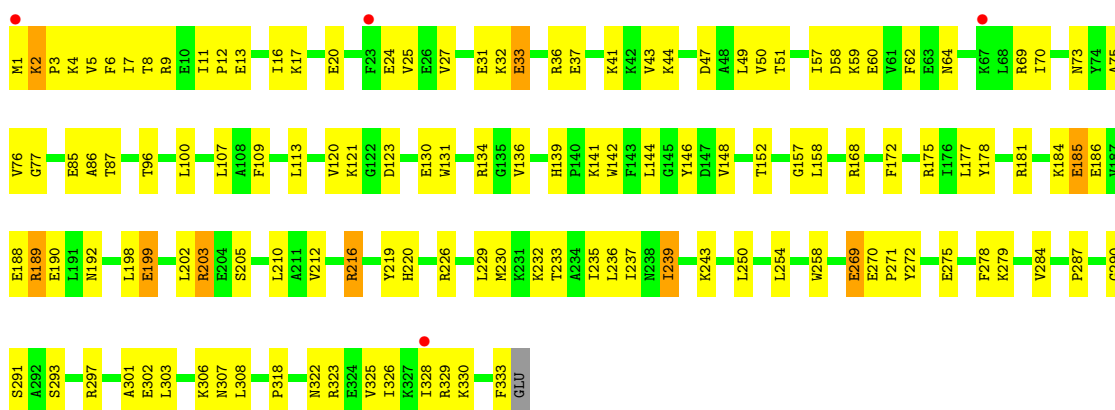 M1 K2 P3 K4 V5 F6 I7 T8 R9 E10 I11 P12 E13 I16 K17 E20 F23 E24 V25 E26 V27 E31 K32 E33 R36 E37 K41 K42 V43 K44 D47 A48 L49 V50 T51 I57 D58 K59 E60 V61 F62 E63 N64 K67 L68 R69 I70 N73 Y74 A75
V76 G77 E85 A86 T87 T96 L100 L107 A108 F109 L113 V120 K121 G122 D123 E130 W131 R134 G135 V136 H139 P140 K141 W142 F143 L144 G145 Y146 D147 V148 T152 G157 L158 R168 F172 R175 I176 L177 Y178 R181 K184 E185 E186 V187
E188 R189 E190 L191 N192 L198 E199 L202 R203 E204 S205 L210 A211 V212 R216 V219 H220 R226 L229 M230 K231 K232 T233 A234 I235 L236 I237 N238 I239 K243 L250 L254 W258 E269 E270 P271 Y272 E275 F278 K279 V284 P287
S291 A292 S293 R297 A301 E302 L303 K306 N307 L308 P318 N322 R323 E324 V325 I326 K327 I328 R329 K330 F333 GLU